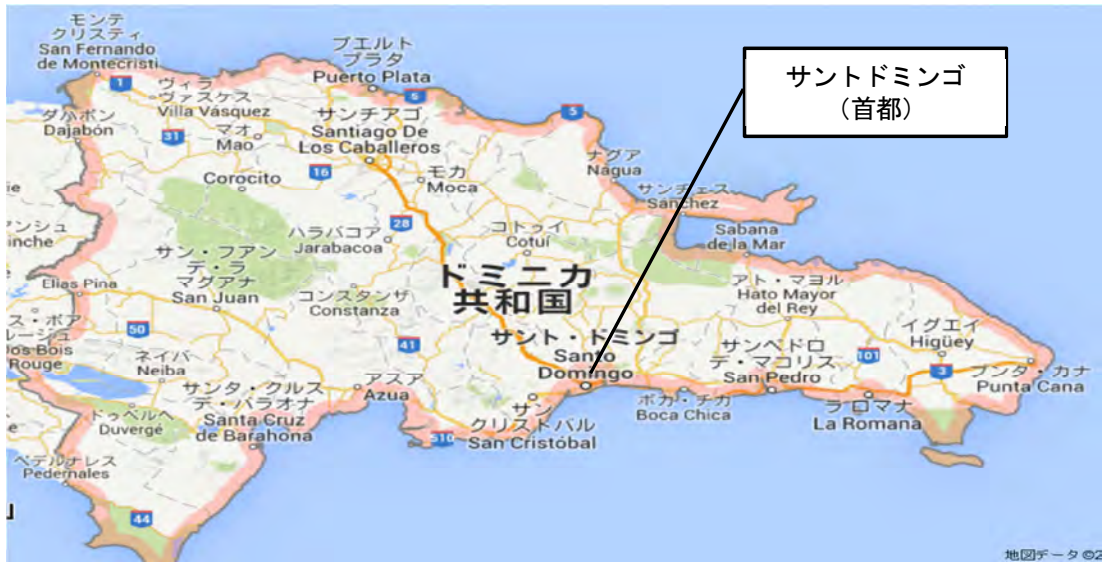 モンテ
クリスティ
San Fernando
de Montecristi
プエルト
プラタ
Puerto Plata
サントドミンゴ
（首都）
1
5
5
ヴィラ
ヴァスケス
Villa Vásquez
ダハボン
Dajabón
サンチアゴ
Santiago De
Los Caballeros
マオ
Mao
31
16
ナグア
Nagua
モカ
Moca
Corocito
サンチェス
Sánchez
28
ハラバコア
Jarabacoa
コトゥイ
Cotuí
Sabana
de la Mar
サン・フアン
デ・ラ
マグアナ
San Juan
ドミニカ
共和国
アト・マヨル
Hato Mayor
del Rey
Elias Pina
コンスタンサ
Constanza
50
41
サント・ドミンゴ
Santo
Domingo
サンペドロ
デ・マコリス
San Pedro
イグエイ
Higüey
101
3
ネイバ
Neiba
プンタ・カナ
Punta Cana
サンタ・クルス
デ・バラオナ
Santa Cruz
de Barahona
アスア
Azua
ドゥベルヘ
Duvergé
サン
クリストバル
San Cristóbal
ボカ・チカ
Boca Chica
ラ ロマナ
La Romana
510
ペデルナレス
Pedernales
44
地図データ ©2